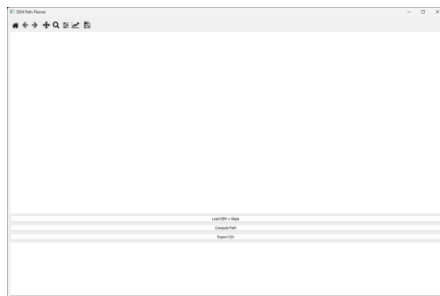 DEM Path Planner
Load DEM + Slope
Compute Path
Export CSV